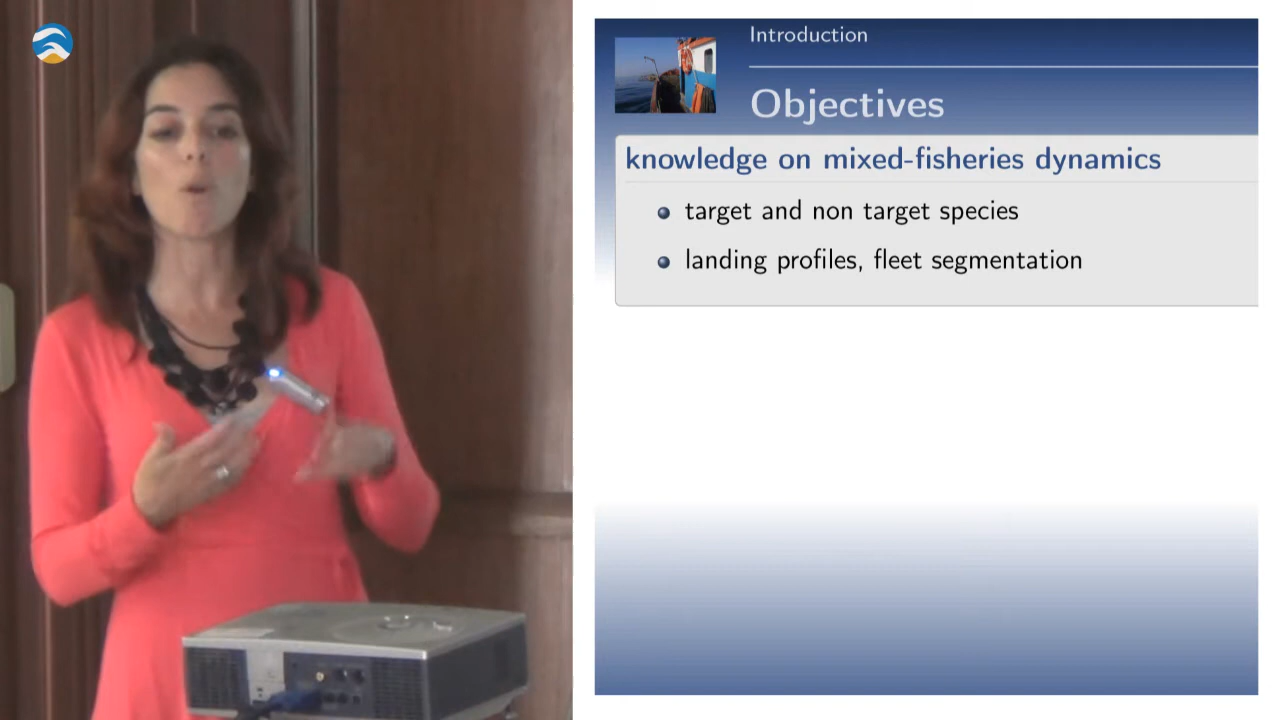 Introduction
Objectives
knowledge on mixed-fisheries dynamics
target and non target species
landing profiles, fleet segmentation